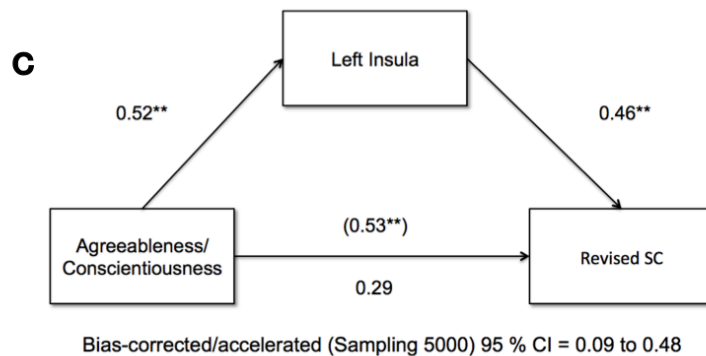 C
Left Insula
0.52**
0.46**
Agreeableness/
Conscientiousness
(0.53**)
0.29
Revised SC
Bias-corrected/accelerated (Sampling 5000) 95 % CI = 0.09 to 0.48